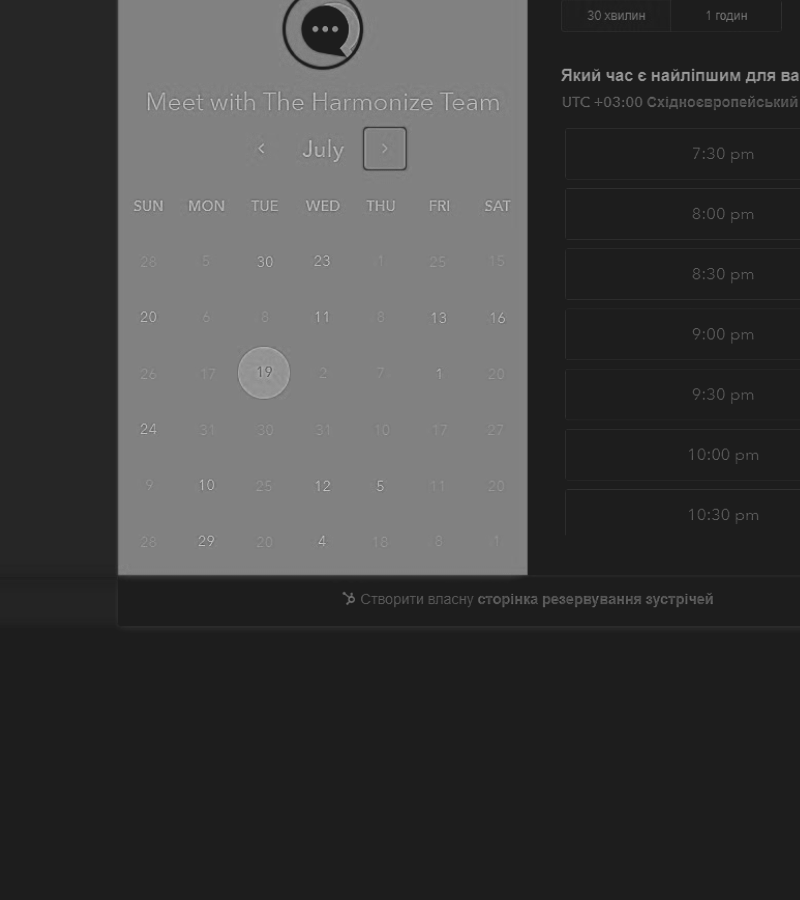 Meet with The Harmonize Team
July
SUN MON TUE WED THU FRI SAT
28 5 30 23 1 25 15
20 6 8 11 8 13 16
26 17 19 2 7 1 20
24 31 30 31 10 17 27
9 10 25 12 5 11 20
28 29 20 4 18 8 1
30 хвилин 1 годин
Який час є найліпшим для ва
UTC +03:00 Східноєвропейський
7:30 pm
8:00 pm
8:30 pm
9:00 pm
9:30 pm
10:00 pm
10:30 pm
Створити власну сторінка резервування зустрічей